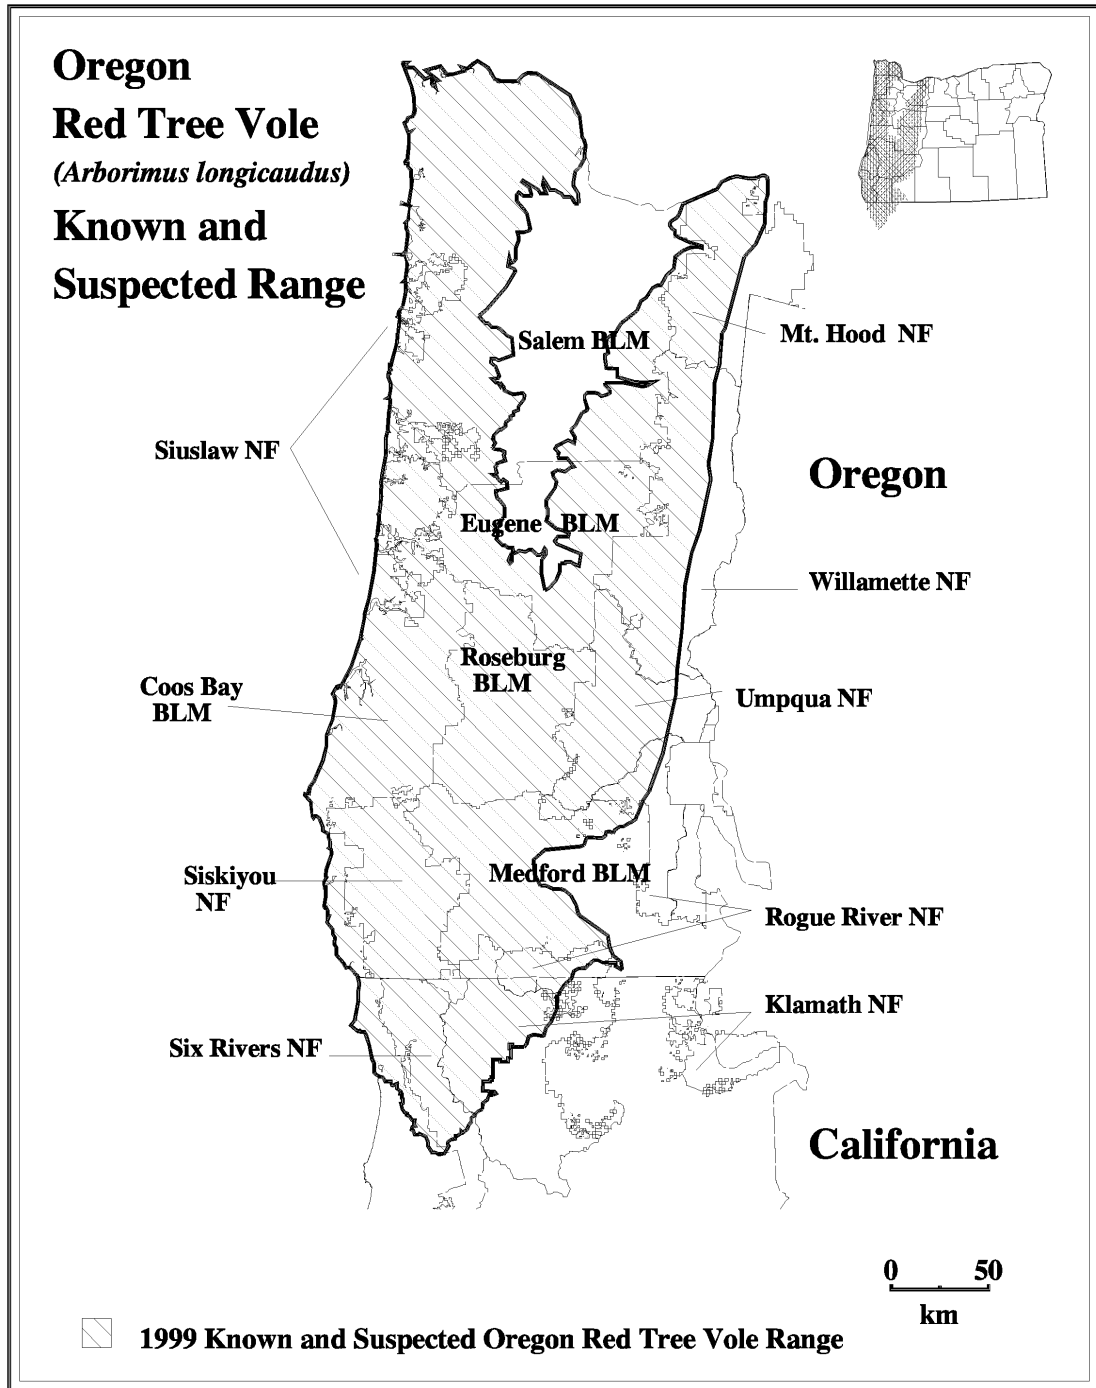 Oregon
Red Tree Vole
(Arborimus longicaudus)
Known and
Suspected Range
Salem BLM
Mt. Hood NF
Siuslaw NF
Oregon
Eugene BLM
Willamette NF
Roseburg
BLM
Coos Bay
BLM
Umpqua NF
Medford BLM
Siskiyou
NF
Rogue River NF
Klamath NF
Six Rivers NF
California
0 50
km
1999 Known and Suspected Oregon Red Tree Vole Range